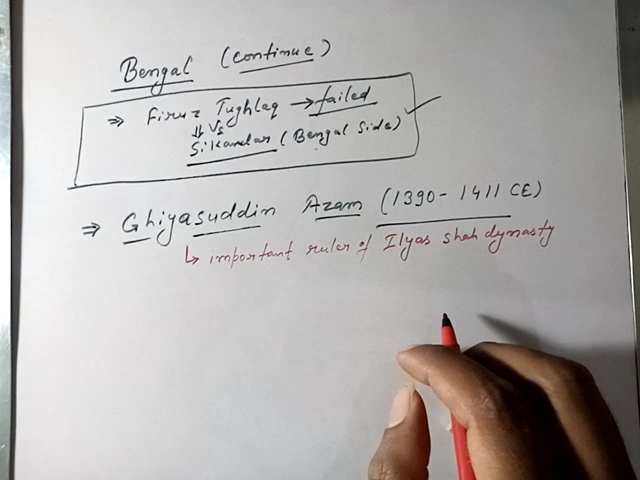 Bengal (continue)
⇒ Firuz Tughlaq → failed
⇓ Vs
Sikandar (Bengal Side)
⇒ Ghiyasuddin Azam (1390 - 1411 CE)
↳ important ruler of Ilyas shah dynasty